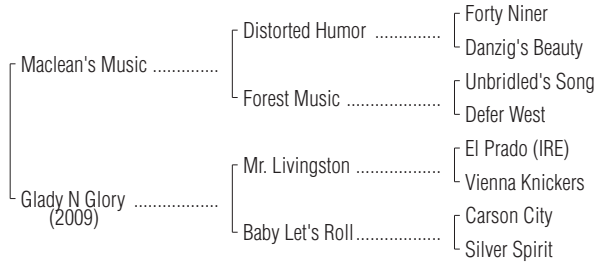 Forty Niner
Distorted Humor ..............
Danzig's Beauty
Maclean's Music ..............
Unbridled's Song
Forest Music ....................
Defer West
El Prado (IRE)
Mr. Livingston ..................
Vienna Knickers
Glady N Glory ..................
(2009)
Carson City
Baby Let's Roll..................
Silver Spirit